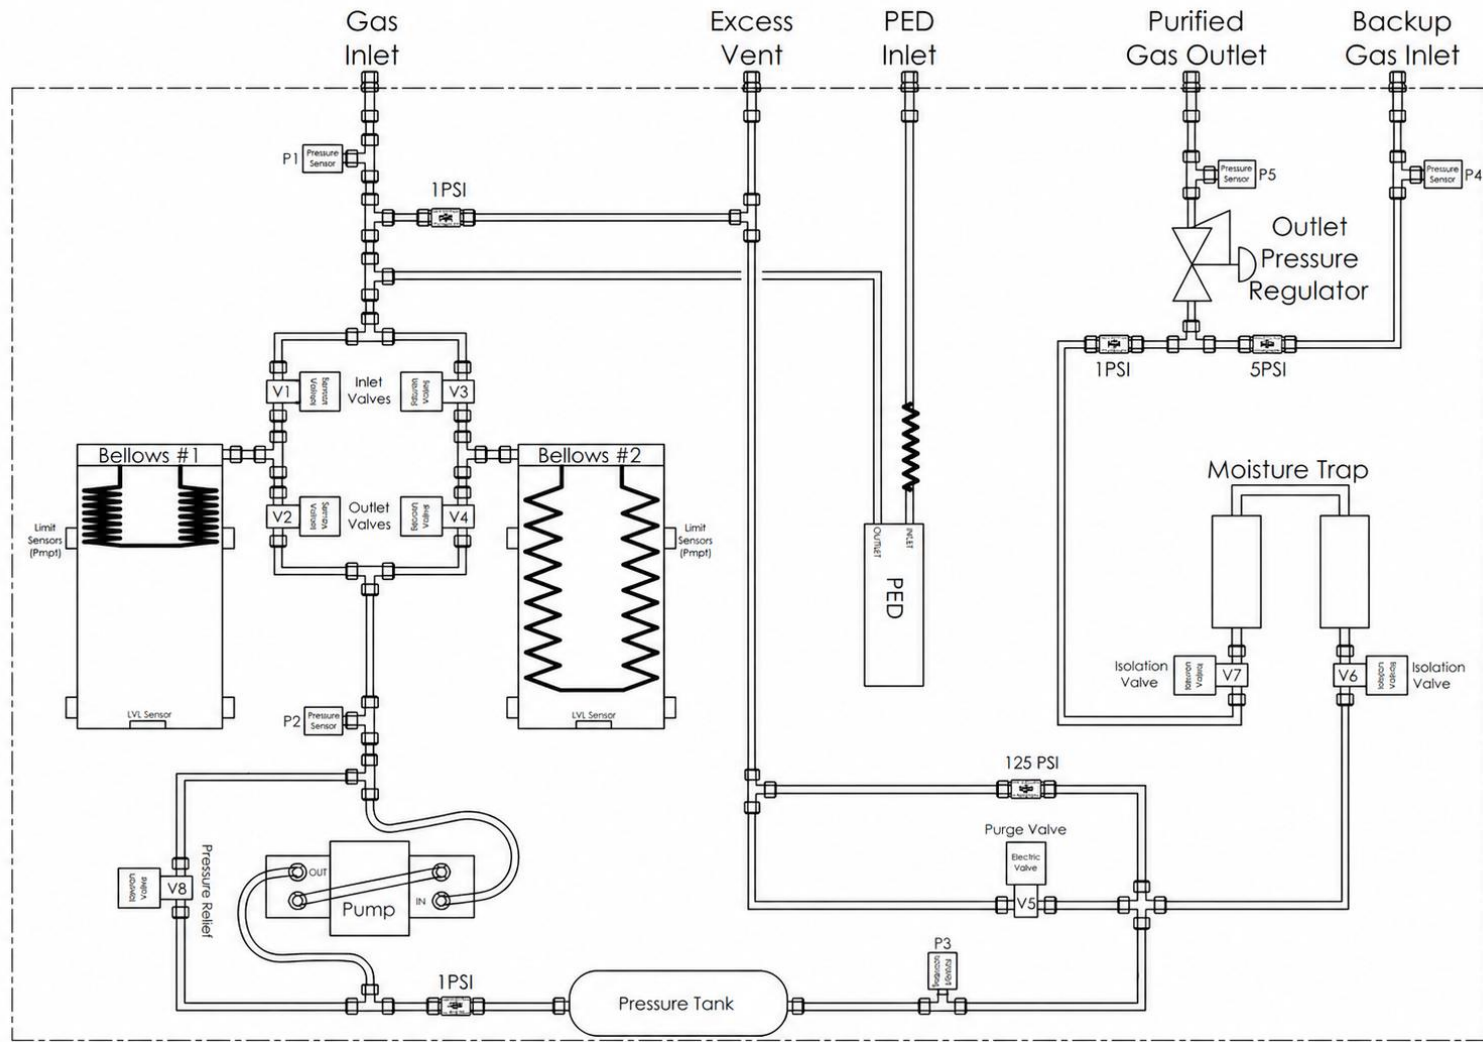 Gas
Inlet
Excess
Vent
PED
Inlet
Purified
Gas Outlet
Backup
Gas Inlet
P1
Pressure
Sensor
1PSI
Pressure
Sensor
P5
Pressure
Sensor
P4
Outlet
Pressure
Regulator
1PSI
5PSI
V1
Inlet
Valves
V3
Bellows #1
Bellows #2
Moisture Trap
V2
Outlet
Valves
V4
Limit
Sensors
(Pmpt)
Limit
Sensors
(Pmpt)
OUTLET
INLET
PED
Isolation
Valve
V7
V6
Isolation
Valve
LVL Sensor
LVL Sensor
P2
Pressure
Sensor
125 PSI
Purge Valve
Electric
Valve
V5
V8
Pressure Relief
OUT
IN
Pump
P3
1PSI
Pressure Tank